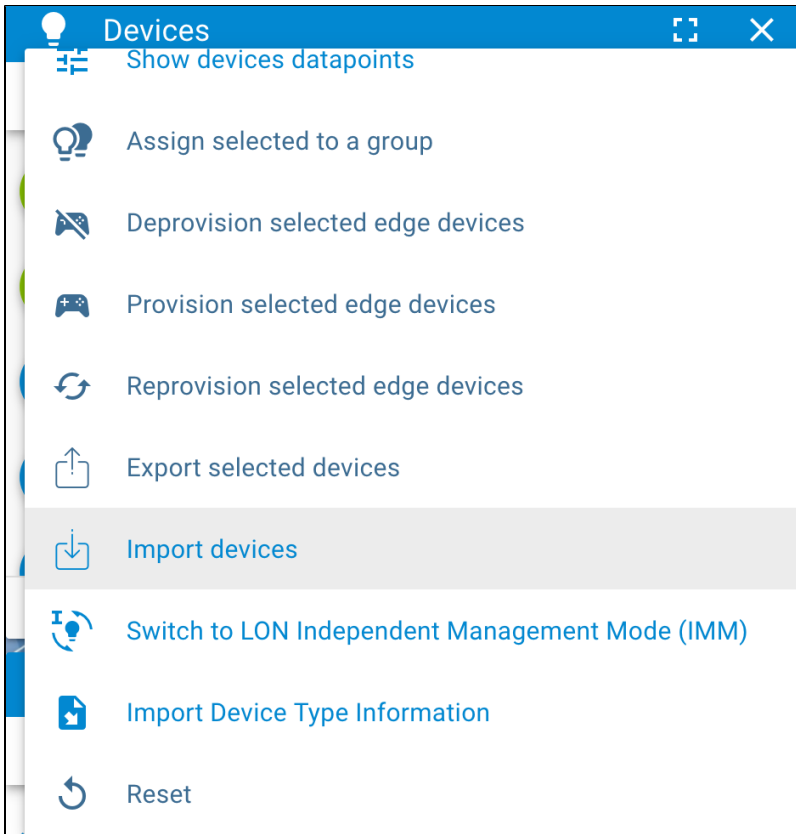 Devices
Show devices datapoints
Assign selected to a group
Deprovision selected edge devices
Provision selected edge devices
Reprovision selected edge devices
Export selected devices
Import devices
Switch to LON Independent Management Mode (IMM)
Import Device Type Information
Reset